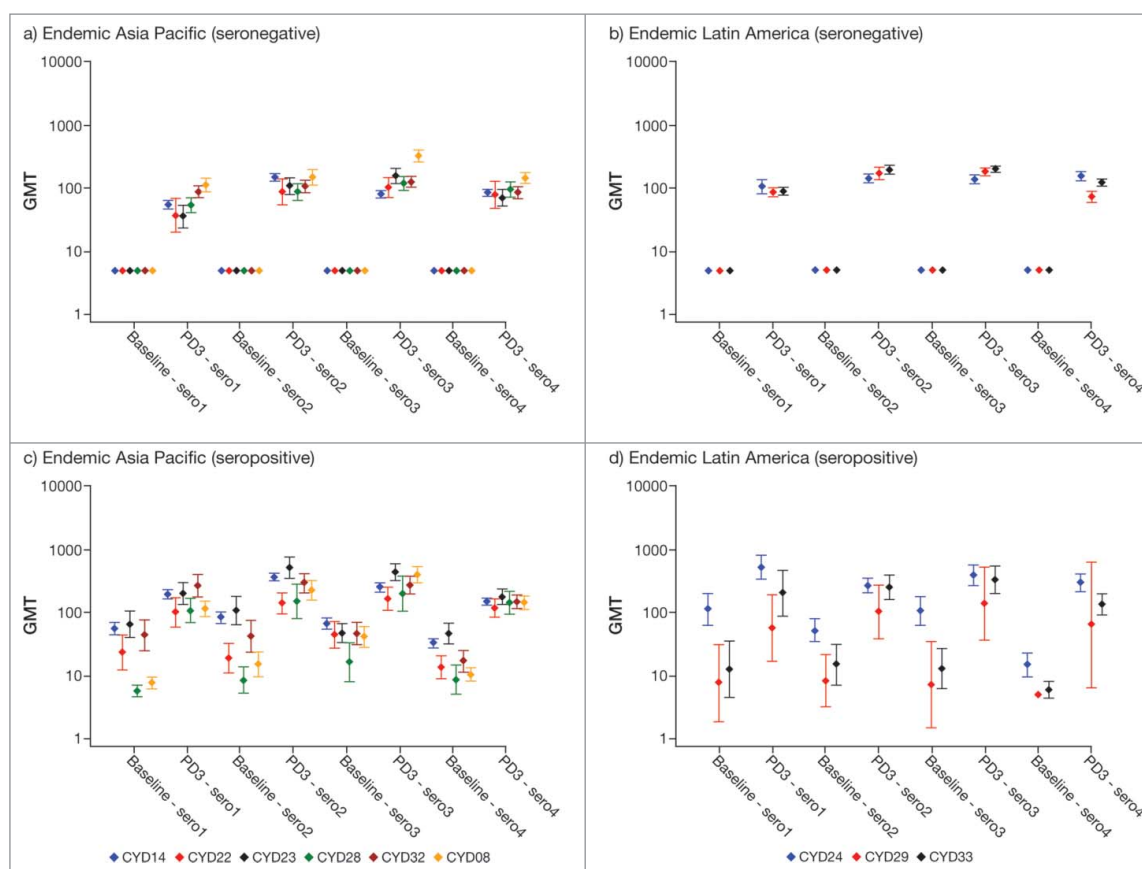 a) Endemic Asia Pacific (seronegative)
GMT
10000
1000
100
10
1
Baseline - sero1
PD3 - sero1
Baseline - sero2
PD3 - sero2
Baseline - sero3
PD3 - sero3
Baseline - sero4
PD3 - sero4
b) Endemic Latin America (seronegative)
GMT
10000
1000
100
10
1
Baseline - sero1
PD3 - sero1
Baseline - sero2
PD3 - sero2
Baseline - sero3
PD3 - sero3
Baseline - sero4
PD3 - sero4
c) Endemic Asia Pacific (seropositive)
GMT
10000
1000
100
10
1
Baseline - sero1
PD3 - sero1
Baseline - sero2
PD3 - sero2
Baseline - sero3
PD3 - sero3
Baseline - sero4
PD3 - sero4
CYD14 CYD22 CYD23 CYD28 CYD32 CYD08
d) Endemic Latin America (seropositive)
GMT
10000
1000
100
10
1
Baseline - sero1
PD3 - sero1
Baseline - sero2
PD3 - sero2
Baseline - sero3
PD3 - sero3
Baseline - sero4
PD3 - sero4
CYD24 CYD29 CYD33